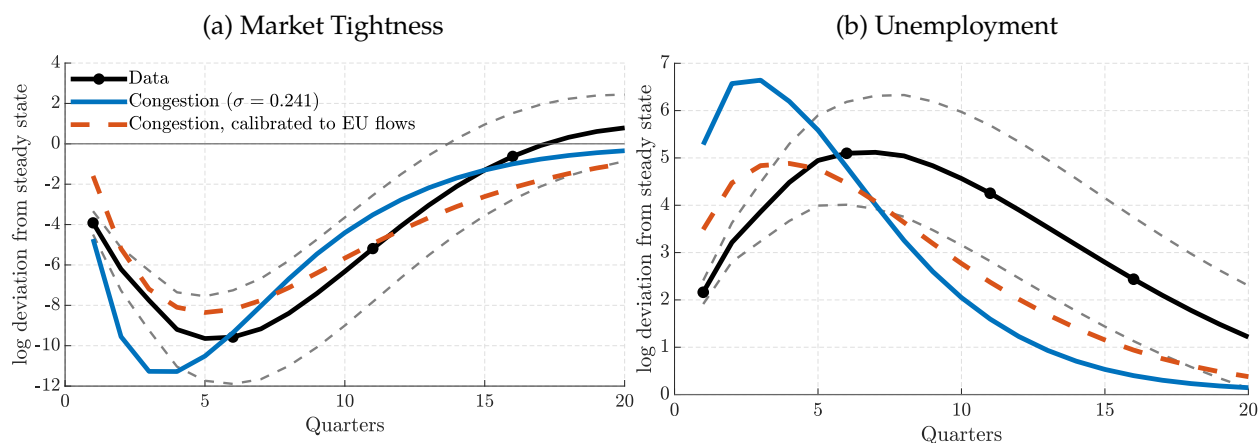 (a) Market Tightness
log deviation from steady state
4
2
0
-2
-4
-6
-8
-10
-12
Data
Congestion (σ = 0.241)
Congestion, calibrated to EU flows
0 5 10 15 20
Quarters
(b) Unemployment
log deviation from steady state
7
6
5
4
3
2
1
0
0 5 10 15 20
Quarters